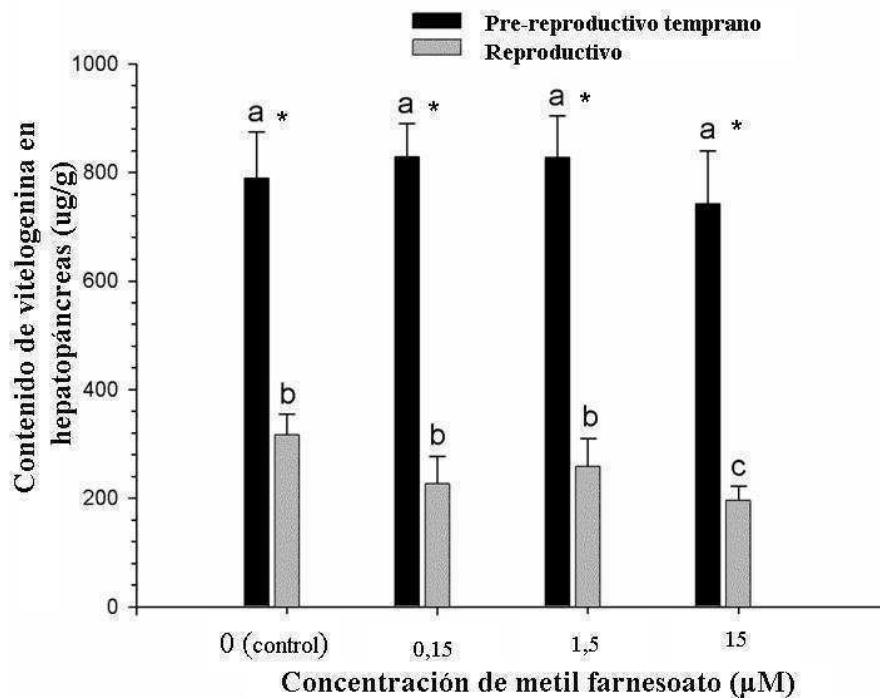 Pre-reproductivo temprano
Reproductivo
Contenido de vitelogenina en
hepatopáncreas (ug/g)
1000
800
600
400
200
0
a *
a *
a *
a *
b
b
b
c
0 (control)
0,15
1,5
15
Concentración de metil farnesoato (µM)